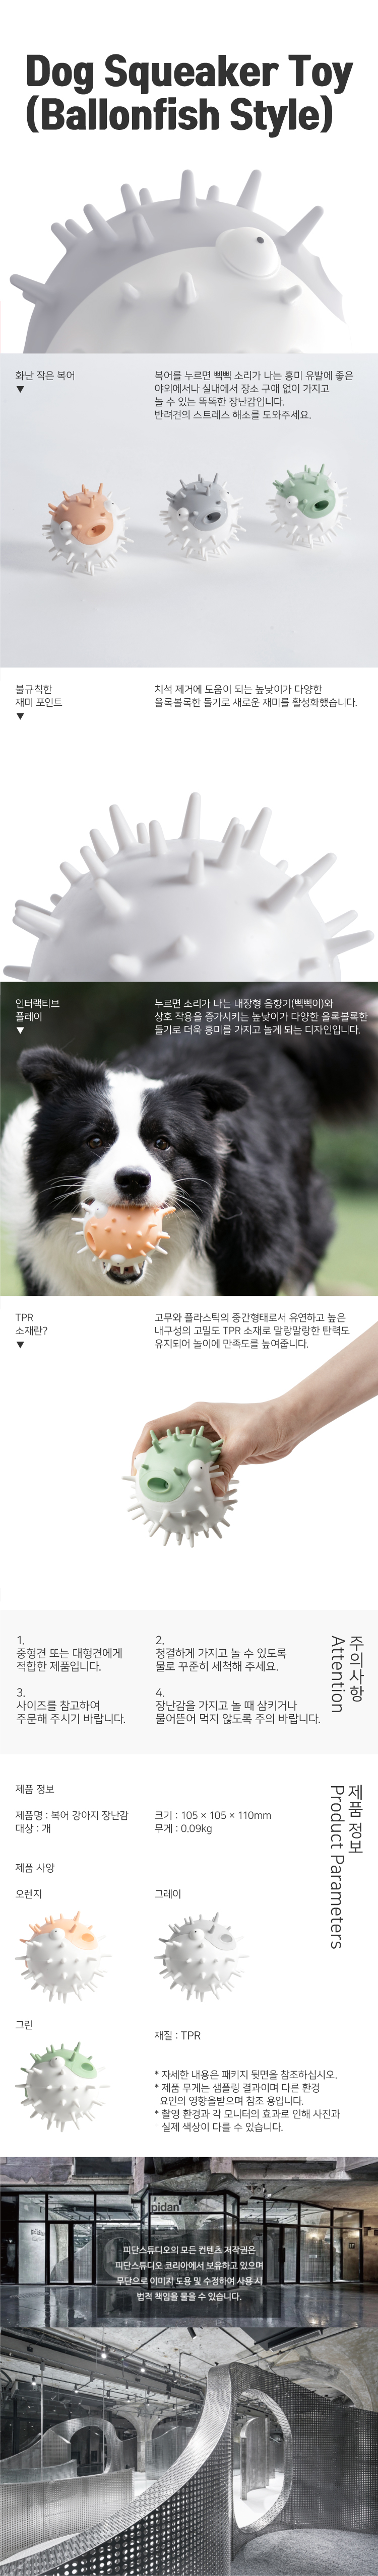 Dog Squeaker Toy
(Ballonfish Style)
화난 작은 복어
▼
복어를 누르면 삑삑 소리가 나는 흥미 유발에 좋은
야외에서나 실내에서 장소 구애 없이 가지고
놀 수 있는 똑똑한 장난감입니다.
반려견의 스트레스 해소를 도와주세요.
불규칙한
재미 포인트
▼
치석 제거에 도움이 되는 높낮이가 다양한
올록볼록한 돌기로 새로운 재미를 활성화했습니다.
인터랙티브
플레이
▼
누르면 소리가 나는 내장형 음향기(삑삑이)와
상호 작용을 증가시키는 높낮이가 다양한 올록볼록한
돌기로 더욱 흥미를 가지고 놀게 되는 디자인입니다.
TPR
소재란?
▼
고무와 플라스틱의 중간형태로서 유연하고 높은
내구성의 고밀도 TPR 소재로 말랑말랑한 탄력도
유지되어 놀이에 만족도를 높여줍니다.
주의사항
Attention
1.
중형견 또는 대형견에게
적합한 제품입니다.
2.
청결하게 가지고 놀 수 있도록
물로 꾸준히 세척해 주세요.
3.
사이즈를 참고하여
주문해 주시기 바랍니다.
4.
장난감을 가지고 놀 때 삼키거나
물어뜯어 먹지 않도록 주의 바랍니다.
제품 정보
Product Parameters
제품 정보
제품명 : 복어 강아지 장난감
대상 : 개
크기 : 105 × 105 × 110mm
무게 : 0.09kg
제품 사양
오렌지
그레이
그린
재질 : TPR
* 자세한 내용은 패키지 뒷면을 참조하십시오.
* 제품 무게는 샘플링 결과이며 다른 환경
요인의 영향을받으며 참조 용입니다.
* 촬영 환경과 각 모니터의 효과로 인해 사진과
실제 색상이 다를 수 있습니다.
pidan
피단스튜디오의 모든 컨텐츠 저작권은
피단스튜디오 코리아에서 보유하고 있으며
무단으로 이미지 도용 및 수정하여 사용 시
법적 책임을 물을 수 있습니다.